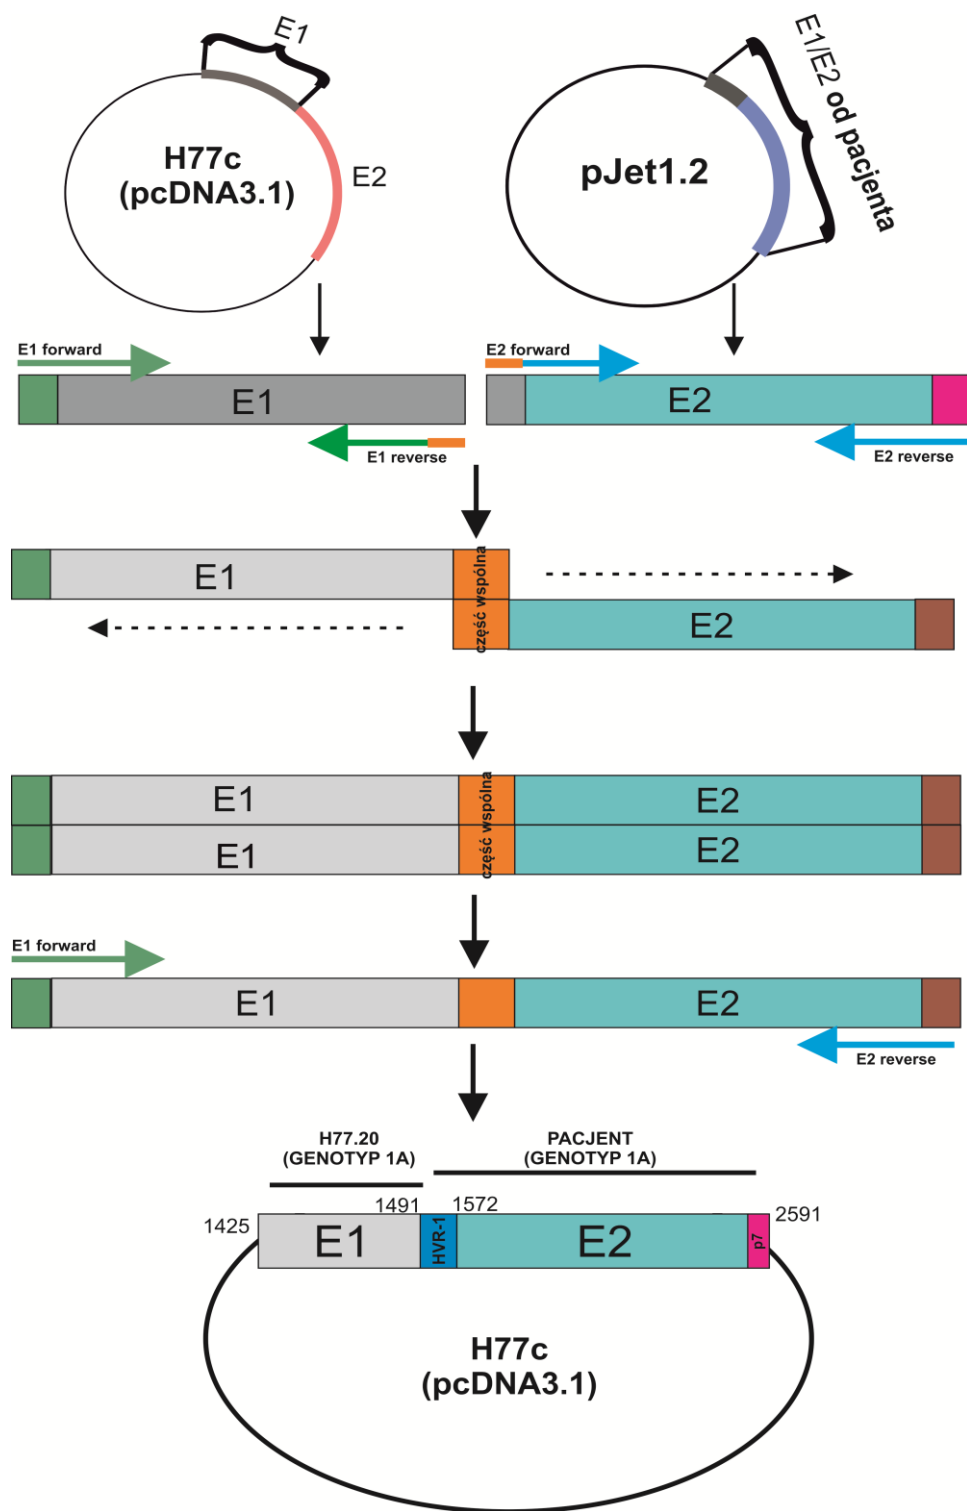 E1
H77c
(pcDNA3.1)
E2
pJet1.2
E1/E2 od pacjenta
E1 forward
E1
E1 reverse
E2 forward
E2
E2 reverse
E1
część wspólna
E2
E1
E2
część wspólna
E1
E2
E1 forward
E1
E2
E2 reverse
H77.20
(GENOTYP 1A)
PACJENT
(GENOTYP 1A)
1425
1491
1572
2591
E1
HVR-1
E2
p7
H77c
(pcDNA3.1)